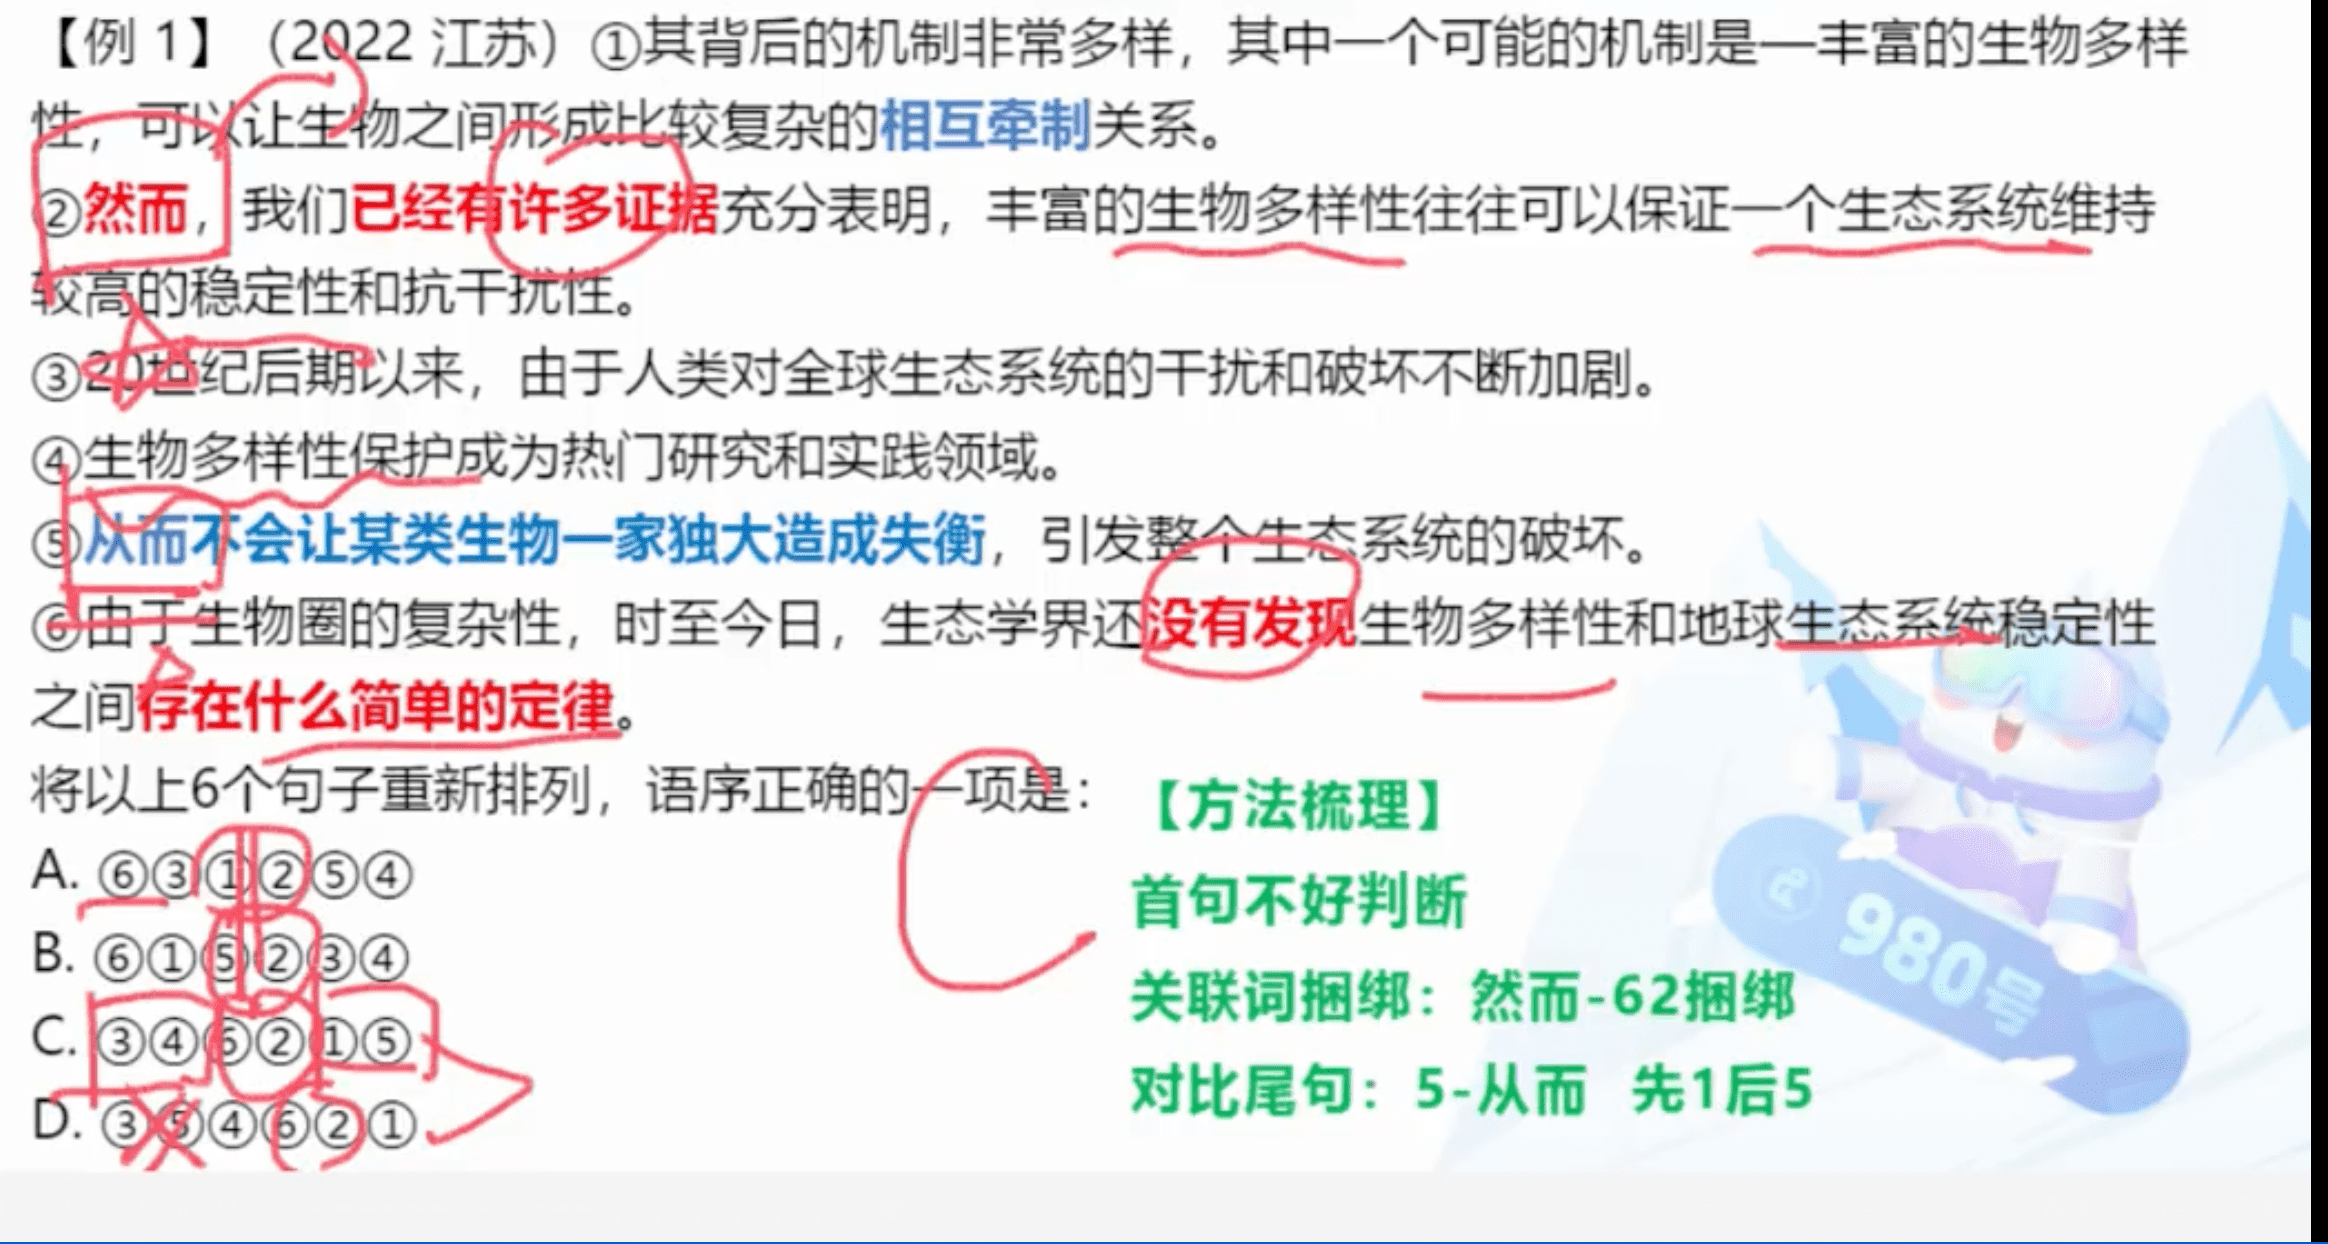 【例 1】（2022 江苏）①其背后的机制非常多样，其中一个可能的机制是—丰富的生物多样
性，可以让生物之间形成比较复杂的相互牵制关系。
②然而，我们已经有许多证据充分表明，丰富的生物多样性往往可以保证一个生态系统维持
较高的稳定性和抗干扰性。
③20世纪后期以来，由于人类对全球生态系统的干扰和破坏不断加剧。
④生物多样性保护成为热门研究和实践领域。
⑤从而不会让某类生物一家独大造成失衡，引发整个生态系统的破坏。
⑥由于生物圈的复杂性，时至今日，生态学界还没有发现生物多样性和地球生态系统稳定性
之间存在什么简单的定律。
将以上6个句子重新排列，语序正确的一项是：
A. ⑥③①②⑤④
B. ⑥①⑤②③④
C. ③④⑥②①⑤
D. ③⑤④⑥②①
【方法梳理】
首句不好判断
关联词捆绑：然而-62捆绑
对比尾句：5-从而 先1后5
980号